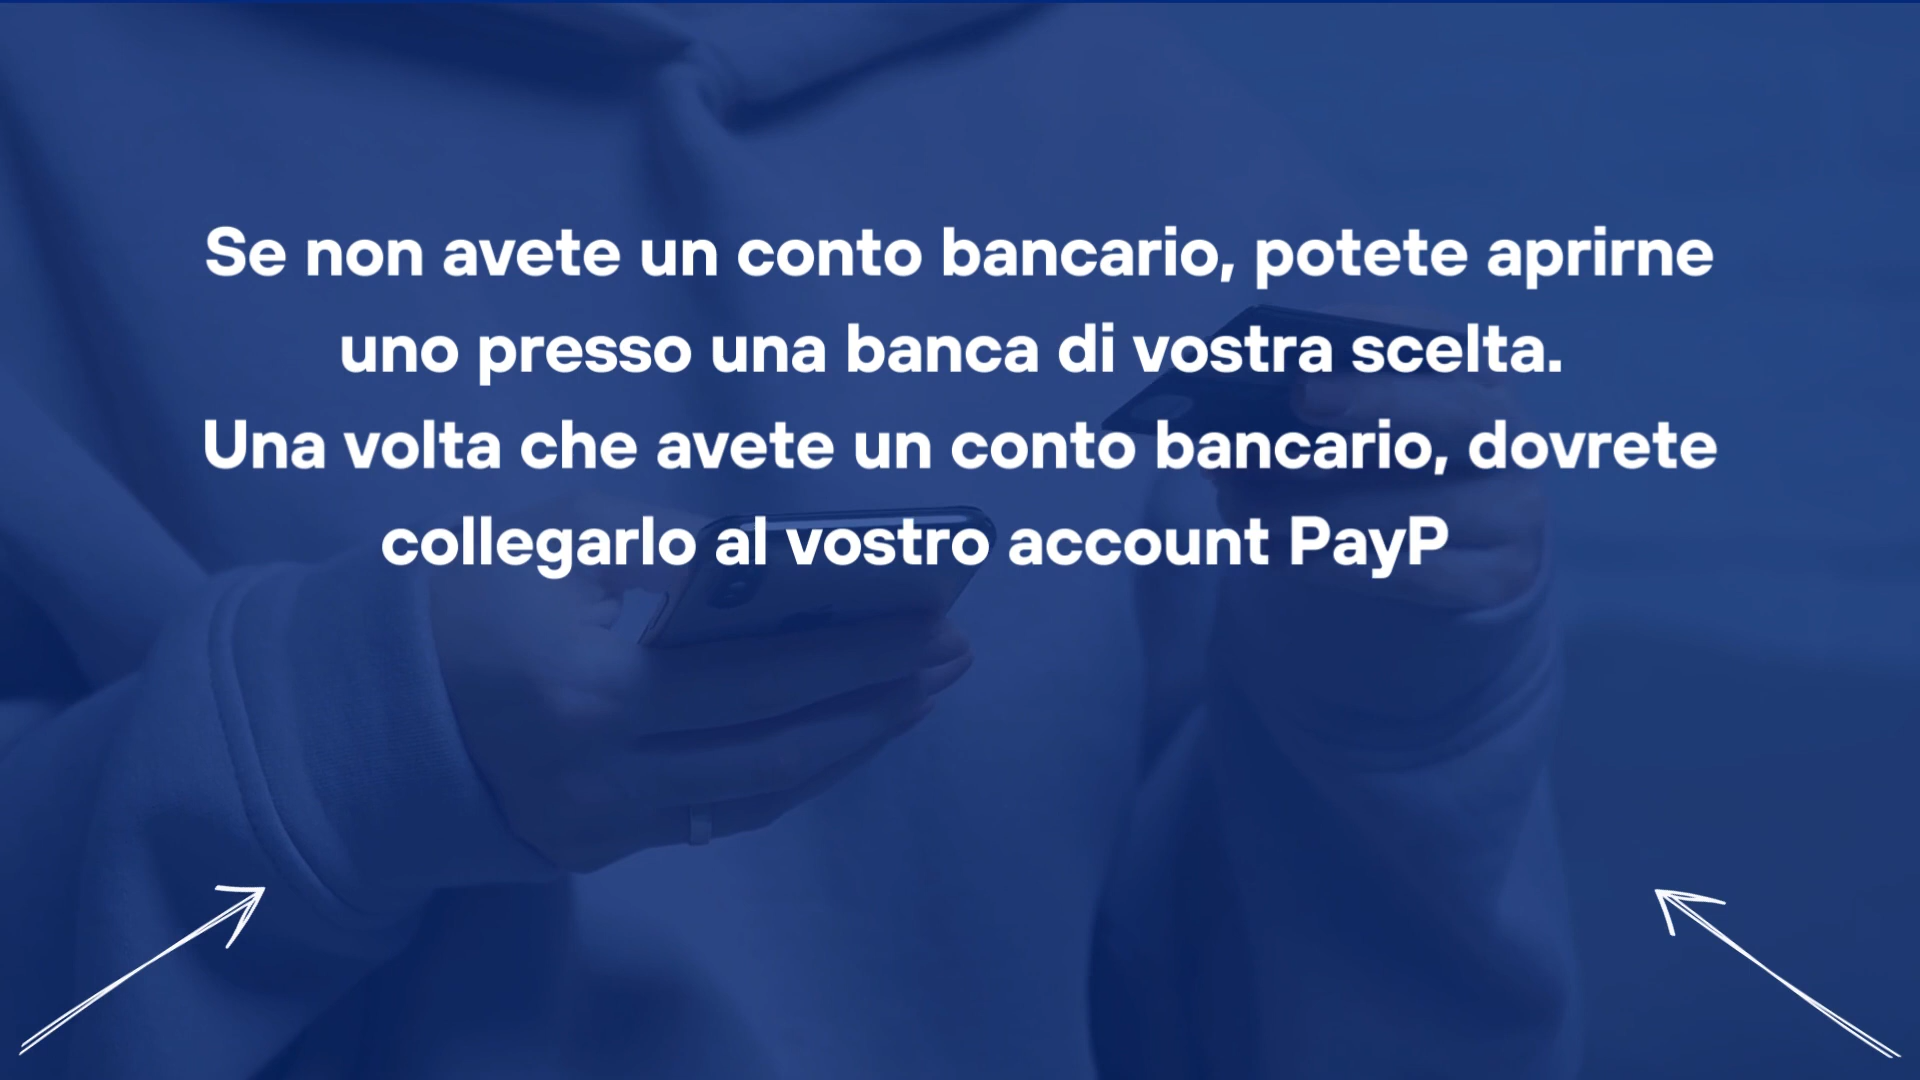 Se non avete un conto bancario, potete aprirne
uno presso una banca di vostra scelta.
Una volta che avete un conto bancario, dovrete
collegarlo al vostro account PayP